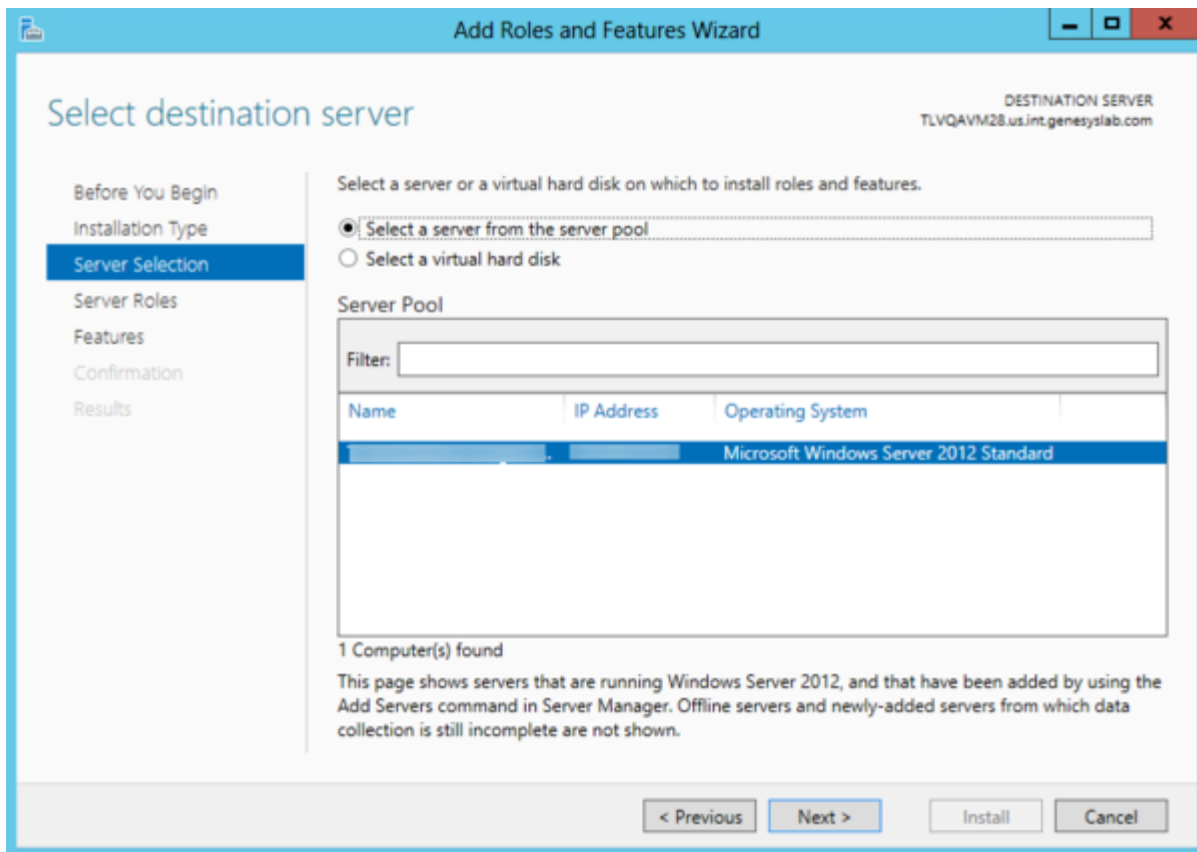 Add Roles and Features Wizard
Select destination server
DESTINATION SERVER
TLVQAVM28.us.int.genesyslab.com
Before You Begin
Installation Type
Server Selection
Server Roles
Features
Confirmation
Results
Select a server or a virtual hard disk on which to install roles and features.
Select a server from the server pool
Select a virtual hard disk
Server Pool
Filter:
Name IP Address Operating System
Microsoft Windows Server 2012 Standard
1 Computer(s) found
This page shows servers that are running Windows Server 2012, and that have been added by using the
Add Servers command in Server Manager. Offline servers and newly-added servers from which data
collection is still incomplete are not shown.
< Previous Next > Install Cancel